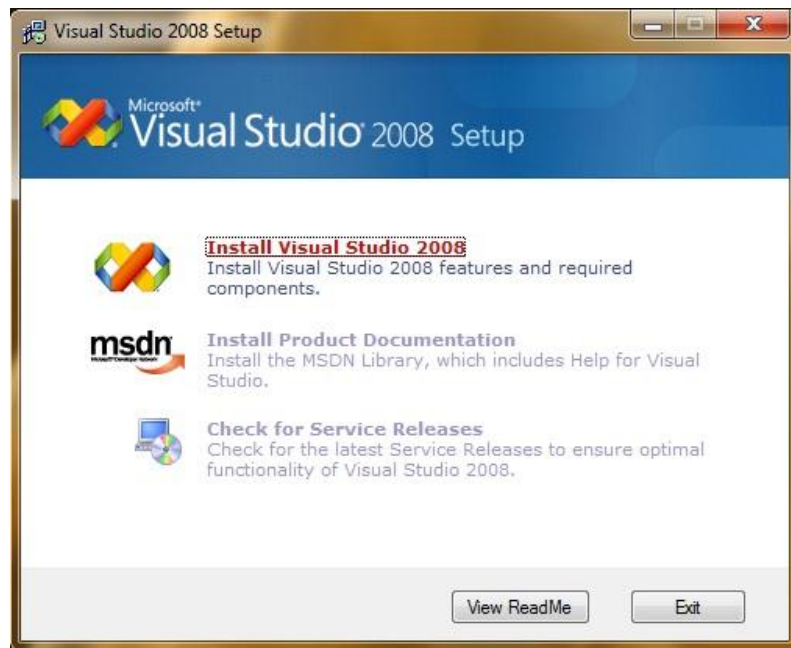 Visual Studio 2008 Setup
Microsoft®
Visual Studio® 2008 Setup
Install Visual Studio 2008
Install Visual Studio 2008 features and required
components.
msdn
Install Product Documentation
Install the MSDN Library, which includes Help for Visual
Studio.
Check for Service Releases
Check for the latest Service Releases to ensure optimal
functionality of Visual Studio 2008.
View ReadMe
Exit